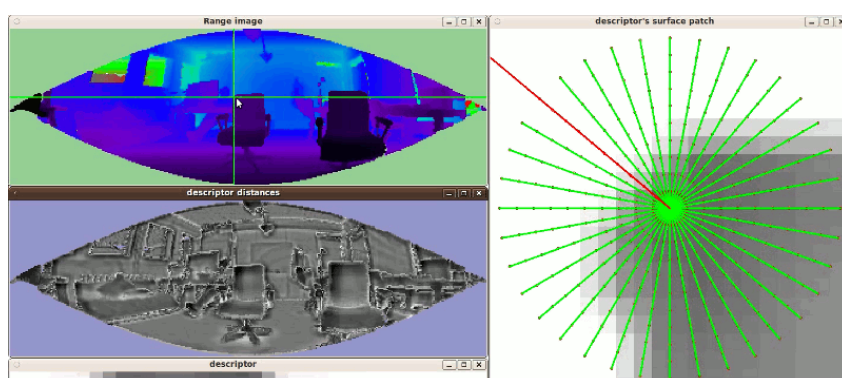 Range image
descriptor's surface patch
descriptor distances
descriptor